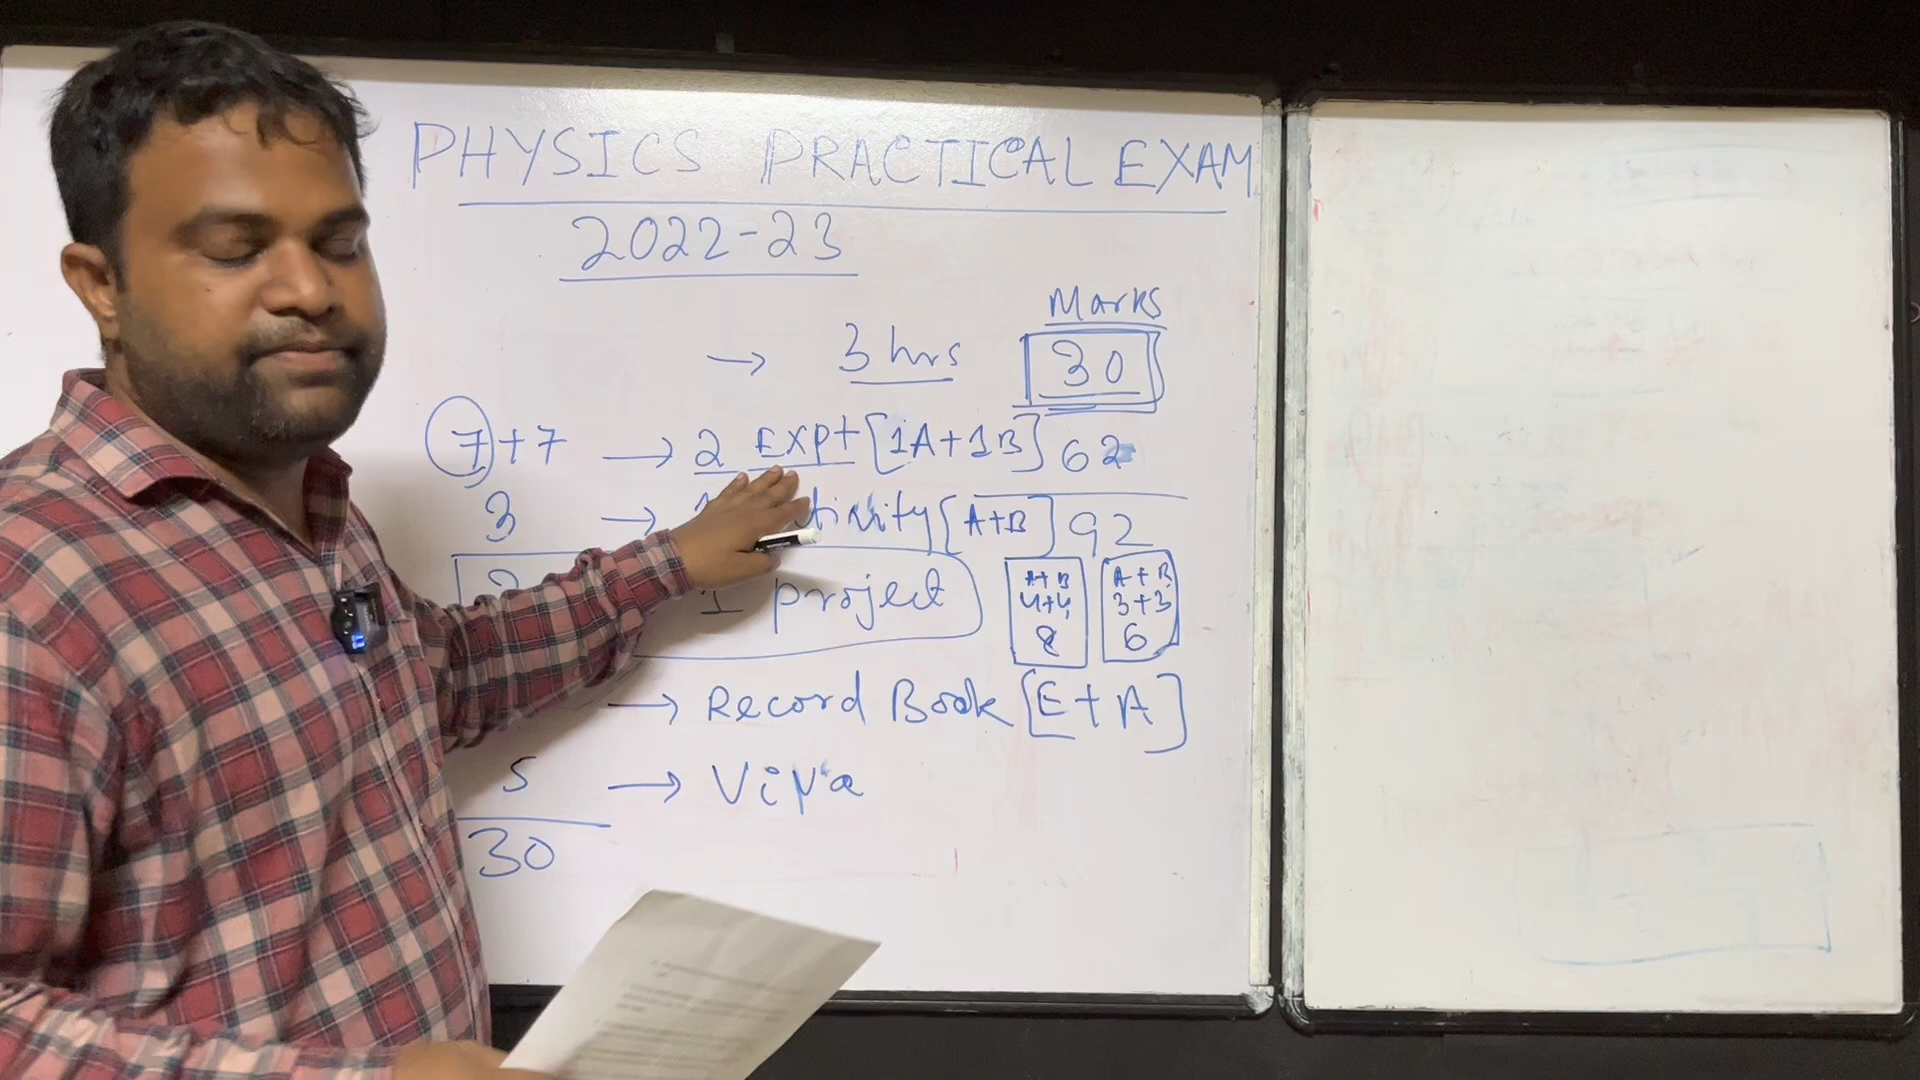 PHYSICS PRACTICAL EXAM
2022-23
Marks
→ 3 hrs 30
7+7 → 2 Expt [1A+1B] 62
3 → [A+B] 92
1 project
A+B A+B
4+4 3+3
8 6
→ Record Book [E+A]
5 → Viva
30